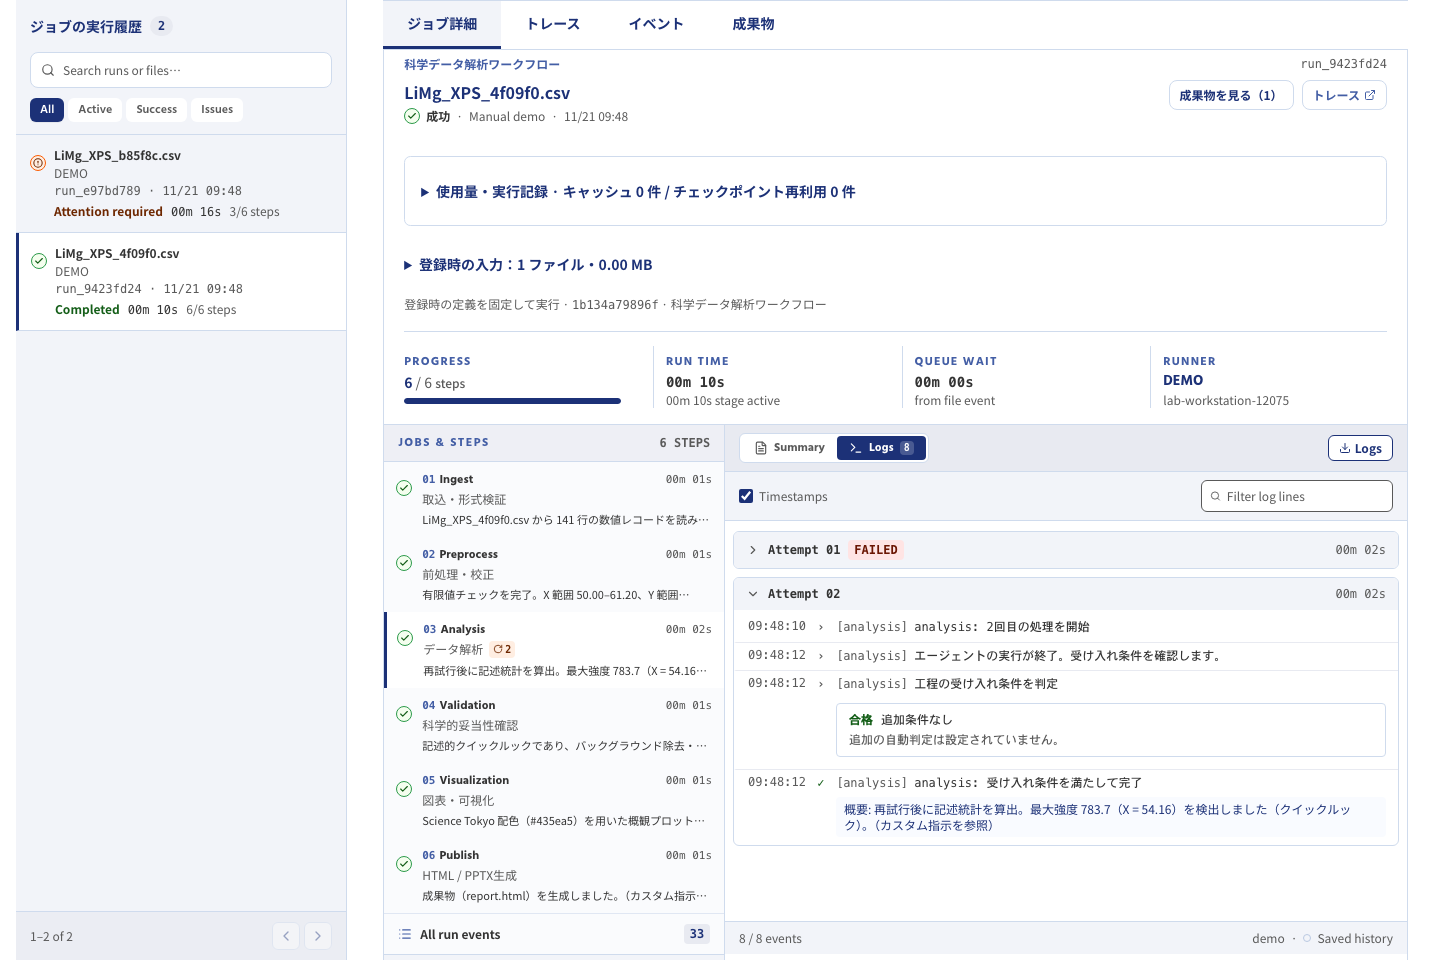 ジョブの実行履歴 2
Search runs or files…
All Active Success Issues
LiMg_XPS_b85f8c.csv
DEMO
run_e97bd789 · 11/21 09:48
Attention required 00m 16s 3/6 steps
LiMg_XPS_4f09f0.csv
DEMO
run_9423fd24 · 11/21 09:48
Completed 00m 10s 6/6 steps
1–2 of 2
ジョブ詳細 トレース イベント 成果物
科学データ解析ワークフロー run_9423fd24
LiMg_XPS_4f09f0.csv
成果物を見る（1） トレース
成功 · Manual demo · 11/21 09:48
使用量・実行記録 · キャッシュ 0 件 / チェックポイント再利用 0 件
登録時の入力：1 ファイル・0.00 MB
登録時の定義を固定して実行 · 1b134a79896f · 科学データ解析ワークフロー
PROGRESS
6 / 6 steps
RUN TIME
00m 10s
00m 10s stage active
QUEUE WAIT
00m 00s
from file event
RUNNER
DEMO
lab-workstation-12075
JOBS & STEPS 6 STEPS
01 Ingest 00m 01s
取込・形式検証
LiMg_XPS_4f09f0.csv から 141 行の数値レコードを読み…
02 Preprocess 00m 01s
前処理・校正
有限値チェックを完了。X 範囲 50.00–61.20、Y 範囲…
03 Analysis 00m 02s
データ解析 2
再試行後に記述統計を算出。最大強度 783.7（X = 54.16…
04 Validation 00m 01s
科学的妥当性確認
記述的クイックルックであり、バックグラウンド除去・…
05 Visualization 00m 01s
図表・可視化
Science Tokyo 配色（#435ea5）を用いた概観プロット…
06 Publish 00m 01s
HTML / PPTX生成
成果物（report.html）を生成しました。（カスタム指示…
All run events 33
Summary Logs 8 Logs
Timestamps Filter log lines
Attempt 01 FAILED 00m 02s
Attempt 02 00m 02s
09:48:10 › [analysis] analysis: 2回目の処理を開始
09:48:12 › [analysis] エージェントの実行が終了。受け入れ条件を確認します。
09:48:12 › [analysis] 工程の受け入れ条件を判定
合格 追加条件なし
追加の自動判定は設定されていません。
09:48:12 ✓ [analysis] analysis: 受け入れ条件を満たして完了
概要: 再試行後に記述統計を算出。最大強度 783.7（X = 54.16）を検出しました（クイックルッ
ク）。（カスタム指示を参照）
8 / 8 events demo · Saved history